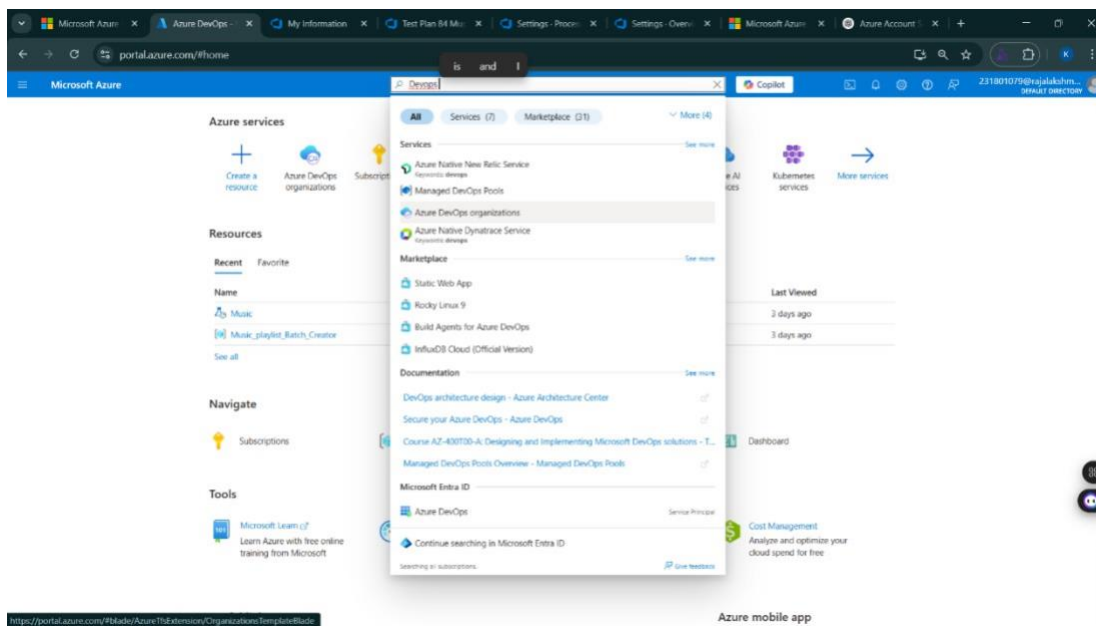 Microsoft Azure
Azure DevOps -
My Information
Settings - Proces
Microsoft Azure
Azure Account
portal.azure.com/#home
is and I
Microsoft Azure
Devops
Copilot
DEFAULT DIRECTORY
Azure services
Create a resource
Azure DevOps organizations
Kubernetes services
More services
All
Services (7)
Marketplace (31)
More (4)
Services
See more
Azure Native New Relic Service
Keywords: devops
Managed DevOps Pools
Azure DevOps organizations
Azure Native Dynatrace Service
Keywords: devops
Marketplace
See more
Static Web App
Rocky Linux 9
Build Agents for Azure DevOps
InfluxDB Cloud (Official Version)
Documentation
See more
DevOps architecture design - Azure Architecture Center
Secure your Azure DevOps - Azure DevOps
Course AZ-400T00-A: Designing and Implementing Microsoft DevOps solutions - T...
Managed DevOps Pools Overview - Managed DevOps Pools
Microsoft Entra ID
Azure DevOps
Service Principal
Continue searching in Microsoft Entra ID
Searching all subscriptions.
Give feedback
Resources
Recent
Favorite
Name
Last Viewed
Music
3 days ago
Music_playlist_Batch_Creator
3 days ago
See all
Navigate
Subscriptions
Dashboard
Tools
Microsoft Learn
Learn Azure with free online
training from Microsoft
Cost Management
Analyze and optimize your
cloud spend for free
Azure mobile app
https://portal.azure.com/#blade/AzureTfsExtension/OrganizationsTemplateBlade